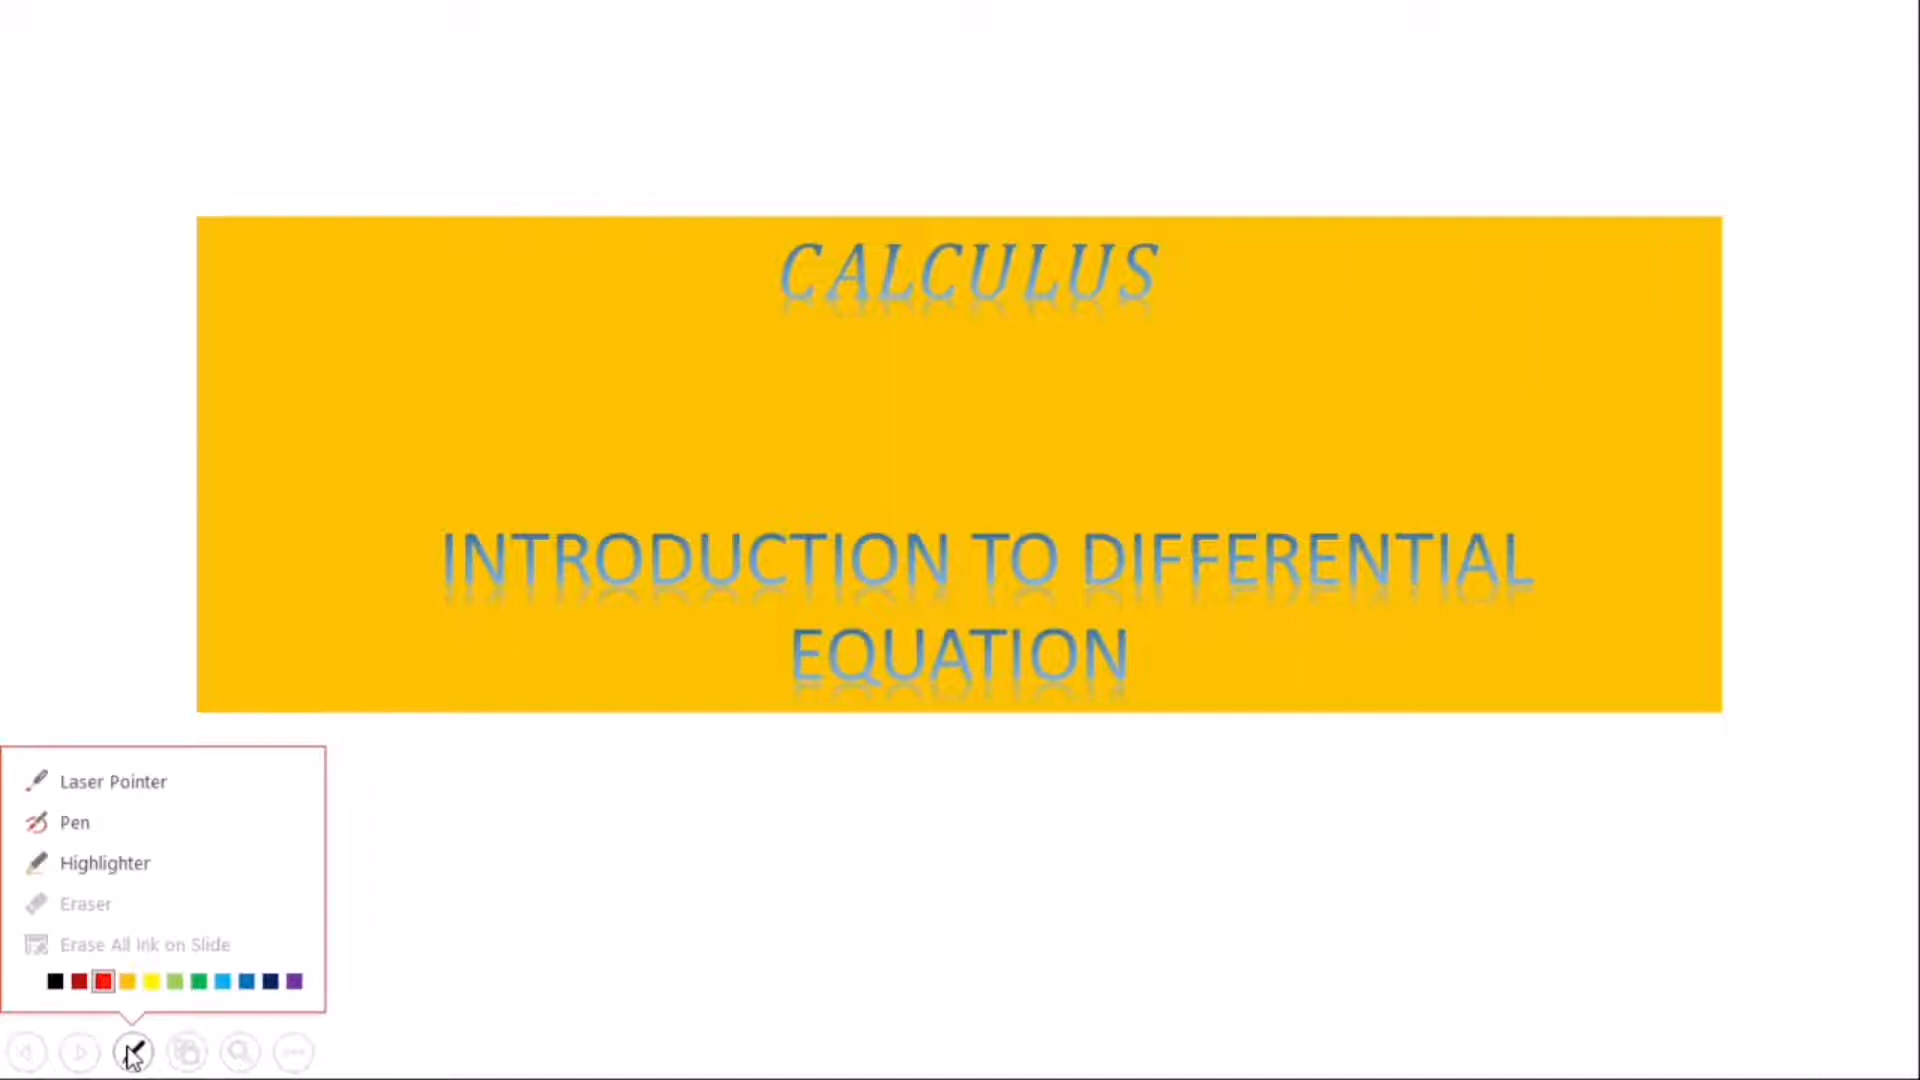 CALCULUS
INTRODUCTION TO DIFFERENTIAL
EQUATION
Laser Pointer
Pen
Highlighter
Eraser
Erase All Ink on Slide